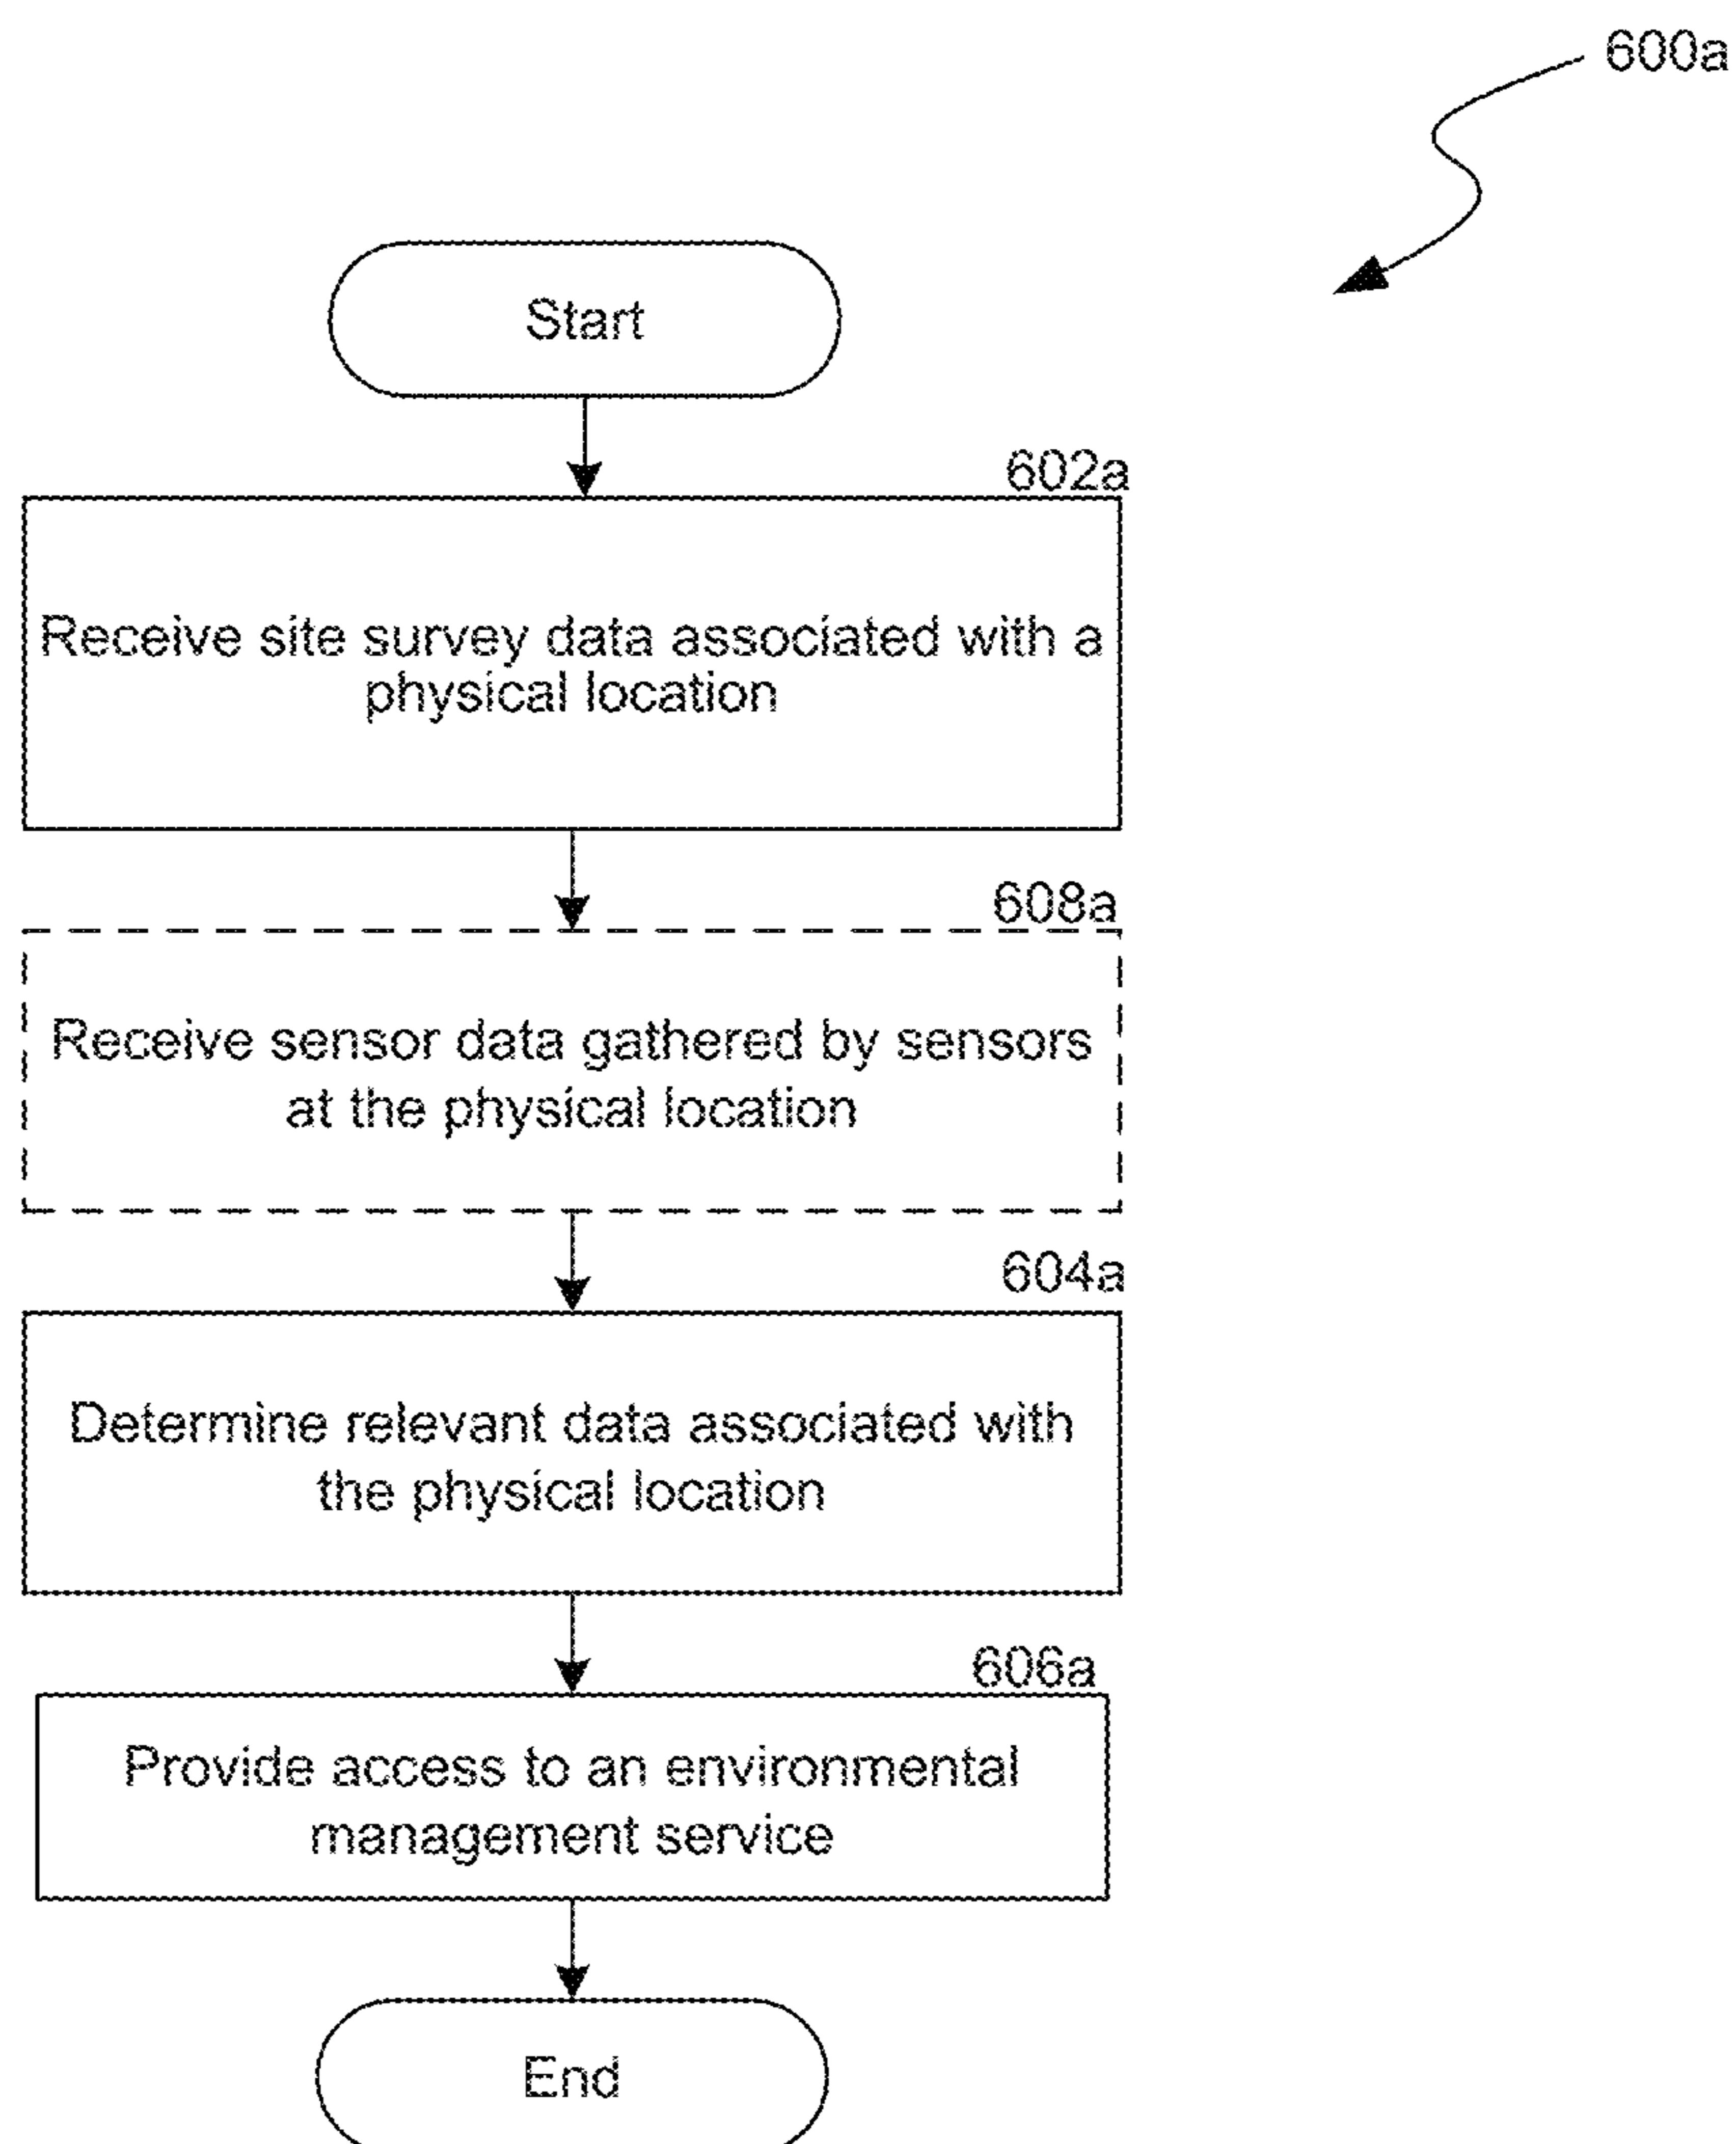 600a
Start
602a
Receive site survey data associated with a
physical location
608a
Receive sensor data gathered by sensors
at the physical location
604a
Determine relevant data associated with
the physical location
606a
Provide access to an environmental
management service
End